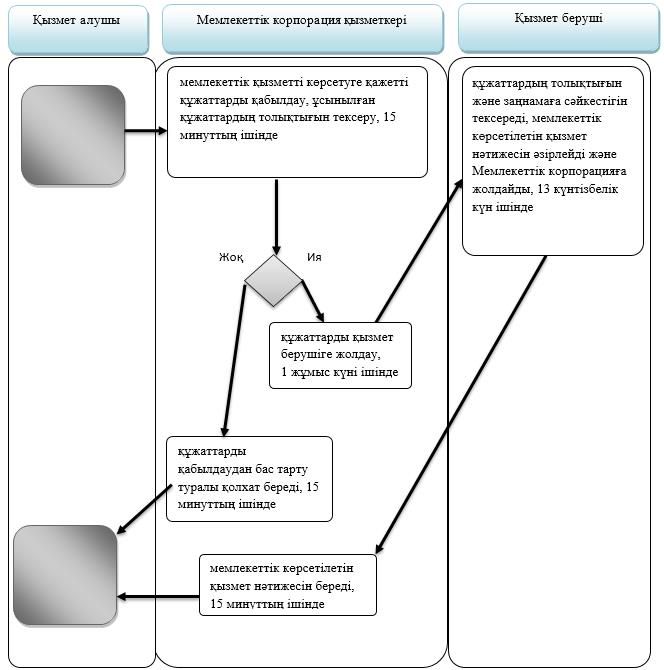 Қызмет алушы
Мемлекеттік корпорация қызметкері
Қызмет беруші
мемлекеттік қызметті көрсетуге қажетті
құжаттарды қабылдау, ұсынылған
құжаттардың толықтығын тексеру, 15
минуттың ішінде
құжаттардың толықтығын
және заңнамаға сәйкестігін
тексереді, мемлекеттік
көрсетілетін қызмет
нәтижесін әзірлейді және
Мемлекеттік корпорацияға
жолдайды, 13 күнтізбелік
күн ішінде
Жоқ
Ия
құжаттарды қызмет
берушіге жолдау,
1 жұмыс күні ішінде
құжаттарды
қабылдаудан бас тарту
туралы қолхат береді, 15
минуттың ішінде
мемлекеттік көрсетілетін
қызмет нәтижесін береді,
15 минуттың ішінде